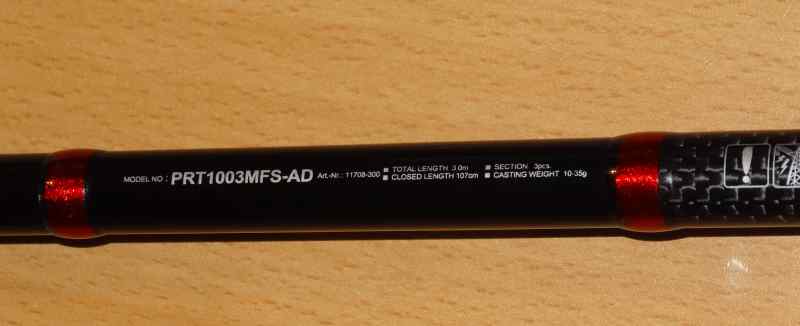 MODEL NO : PRT1003MFS-AD Art.-Nr.: 11708-300
■ TOTAL LENGTH 3.0m ■ SECTION 3pcs.
■ CLOSED LENGTH 107cm ■ CASTING WEIGHT 10-35g